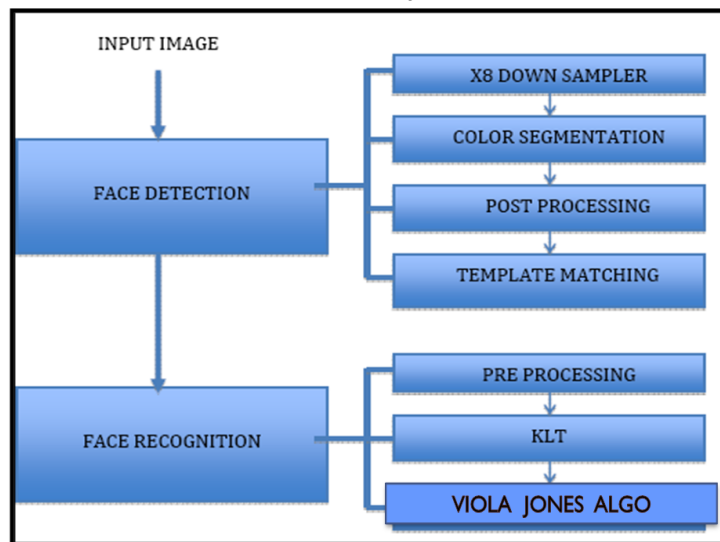 INPUT IMAGE
FACE DETECTION
X8 DOWN SAMPLER
COLOR SEGMENTATION
POST PROCESSING
TEMPLATE MATCHING
FACE RECOGNITION
PRE PROCESSING
KLT
VIOLA JONES ALGO